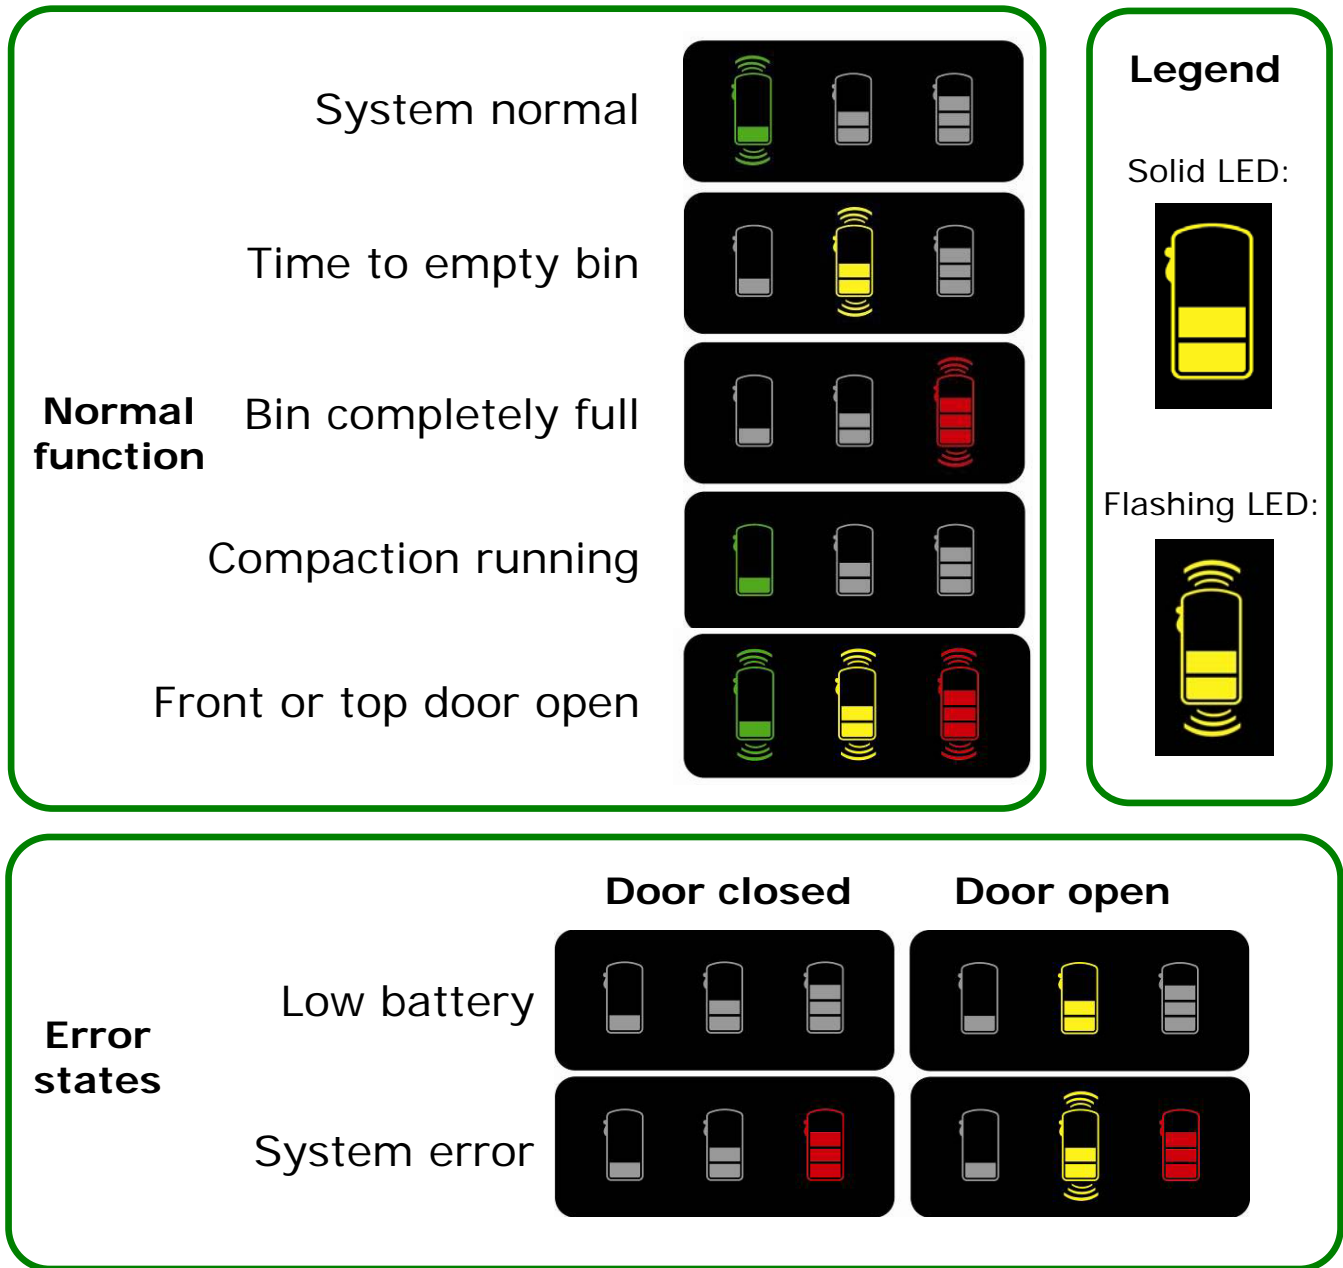 System normal
Time to empty bin
Normal
function
Bin completely full
Compaction running
Front or top door open
Legend
Solid LED:
Flashing LED:
Door closed
Door open
Error
states
Low battery
System error